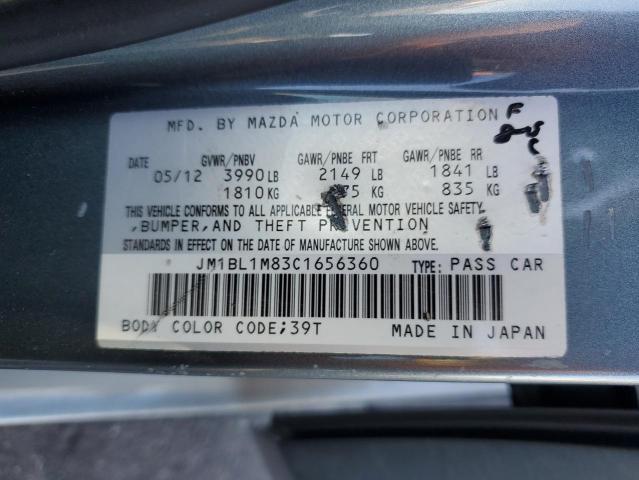 MFD. BY MAZDA MOTOR CORPORATION F
DATE GVWR/PNBV GAWR/PNBE FRT GAWR/PNBE RR
05/12 3990 LB 2149 LB 1841 LB
1810 KG KG 835 KG
THIS VEHICLE CONFORMS TO ALL APPLICABLE FEDERAL MOTOR VEHICLE SAFETY,
,BUMPER,AND THEFT PREVENTION
STANDARDS IN EFFECT ON THE DATE OF MANUFACTURE SHOWN ABOVE.
JM1BL1M83C1656360 TYPE: PASS CAR
BODY COLOR CODE;39T MADE IN JAPAN